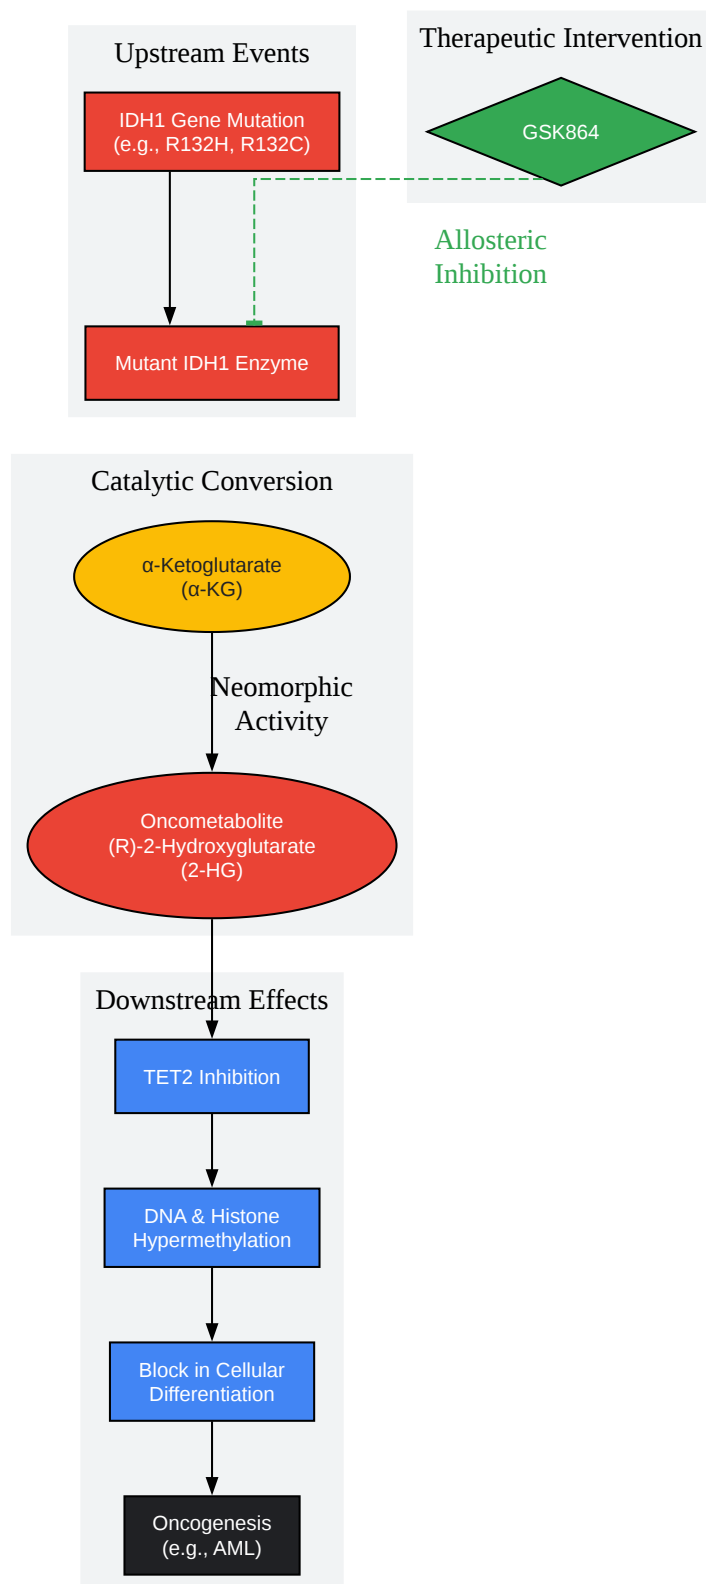 Upstream Events
IDH1 Gene Mutation
(e.g., R132H, R132C)
Mutant IDH1 Enzyme
Therapeutic Intervention
GSK864
Allosteric
Inhibition
Catalytic Conversion
α-Ketoglutarate
(α-KG)
Neomorphic
Activity
Oncometabolite
(R)-2-Hydroxyglutarate
(2-HG)
Downstream Effects
TET2 Inhibition
DNA & Histone
Hypermethylation
Block in Cellular
Differentiation
Oncogenesis
(e.g., AML)